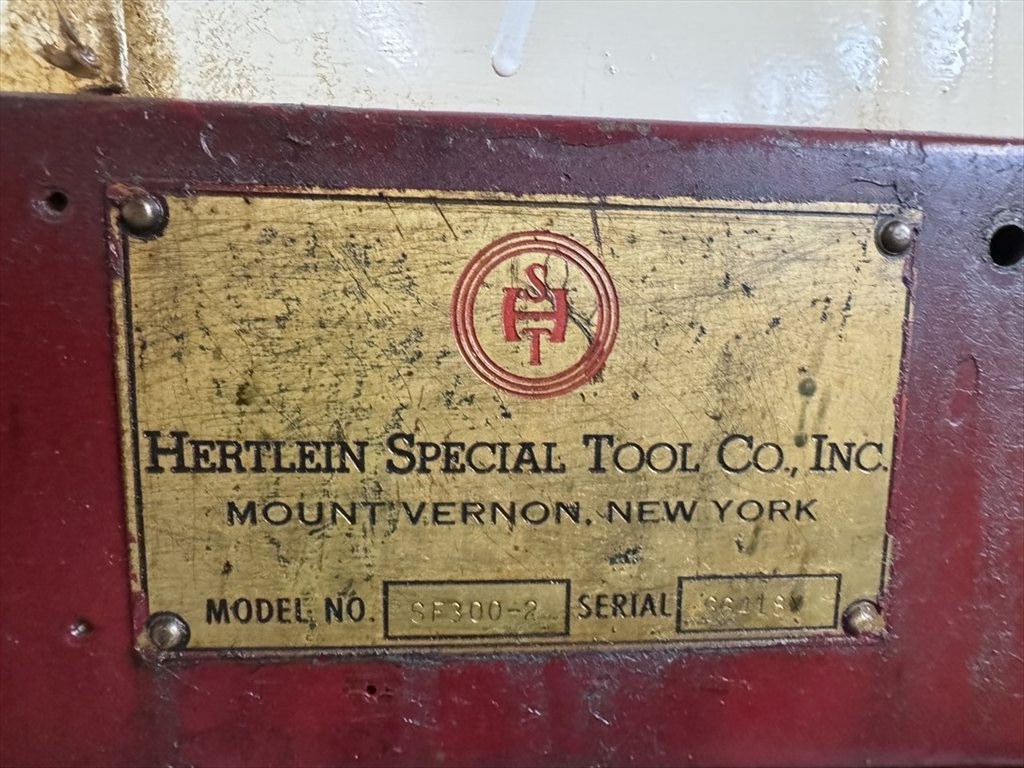 S
H
T
HERTLEIN SPECIAL TOOL CO., INC.
MOUNT VERNON, NEW YORK
MODEL NO. SF300-2 SERIAL